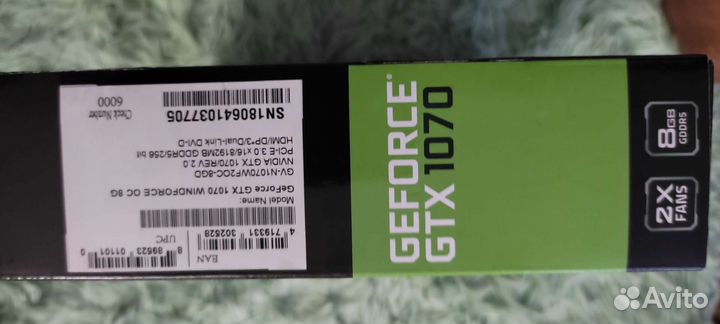 Model Name:
GeForce GTX 1070 WINDFORCE OC 8G
GV-N1070WF2OC-8GD
NVIDIA GTX 1070/REV 2.0
PCI-E 3.0 x16/8192MB GDDR5/256 bit
HDMI/DP3/Dual-Link DVI-D
SN180641037705
Check Number
6000
EAN
4 719331 302528
UPC
8 89523 01101 0
GEFORCE®
GTX 1070
8GB
GDDR5
2X
FANS
Avito